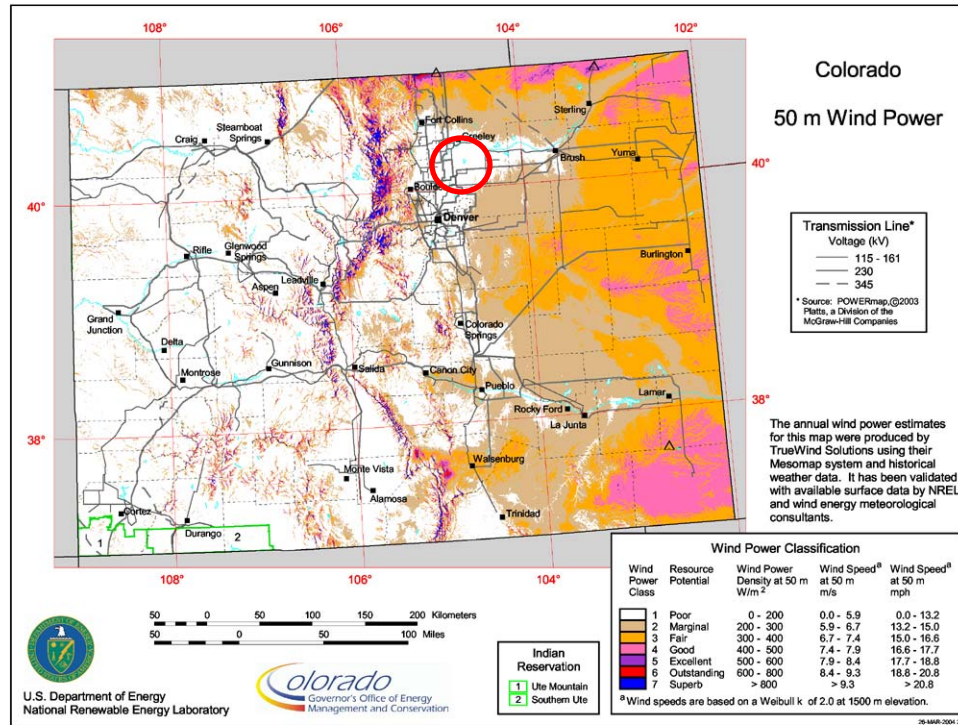 108°
106°
104°
102°
Colorado
50 m Wind Power
Sterling
Fort Collins
Greeley
Steamboat
Springs
Craig
Brush
Yuma
40°
Boulder
40°
Denver
Transmission Line*
Voltage (kV)
115 - 161
230
345
* Source: POWERmap,©2003
Platts, a Division of the
McGraw-Hill Companies
Rifle
Glenwood
Springs
Burlington
Leadville
Aspen
Grand
Junction
Colorado
Springs
Delta
Gunnison
Salida
Canon City
Montrose
Pueblo
Lamar
38°
Rocky Ford
La Junta
The annual wind power estimates
for this map were produced by
TrueWind Solutions using their
Mesomap system and historical
weather data. It has been validated
with available surface data by NREL
and wind energy meteorological
consultants.
38°
Walsenburg
Monte Vista
Alamosa
Cortez
Trinidad
Durango
1
2
108°
106°
104°
Wind Power Classification
Wind Resource Wind Power Wind Speedᵃ Wind Speedᵃ
Power Potential Density at 50 m at 50 m at 50 m
Class W/m² m/s mph
1 Poor 0 - 200 0.0 - 5.9 0.0 - 13.2
2 Marginal 200 - 300 5.9 - 6.7 13.2 - 15.0
3 Fair 300 - 400 6.7 - 7.4 15.0 - 16.6
4 Good 400 - 500 7.4 - 7.9 16.6 - 17.7
5 Excellent 500 - 600 7.9 - 8.4 17.7 - 18.8
6 Outstanding 600 - 800 8.4 - 9.3 18.8 - 20.8
7 Superb > 800 > 9.3 > 20.8
ᵃ Wind speeds are based on a Weibull k of 2.0 at 1500 m elevation.
50 0 50 100 150 200 Kilometers
50 0 50 100 Miles
Indian
Reservation
1 Ute Mountain
2 Southern Ute
U.S. Department of Energy
National Renewable Energy Laboratory
Colorado
Governor's Office of Energy
Management and Conservation